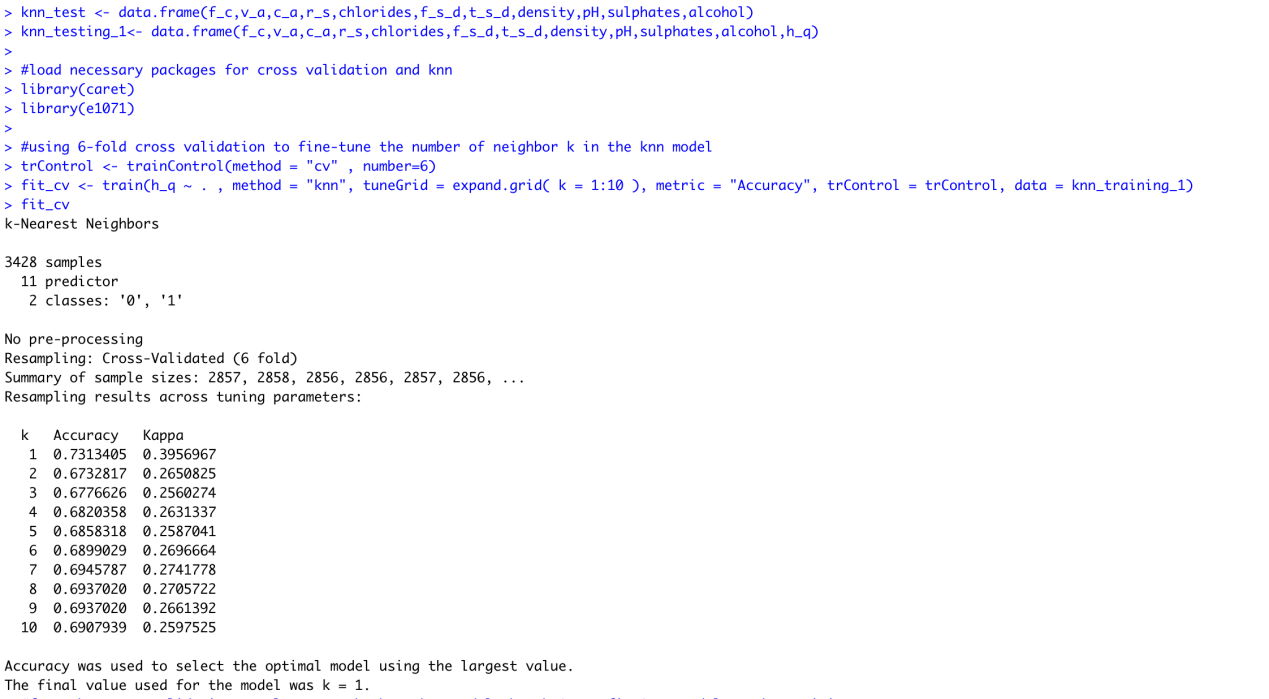 > knn_test <- data.frame(f_c,v_a,c_a,r_s,chlorides,f_s_d,t_s_d,density,pH,sulphates,alcohol)
> knn_testing_1<- data.frame(f_c,v_a,c_a,r_s,chlorides,f_s_d,t_s_d,density,pH,sulphates,alcohol,h_q)
>
> #load necessary packages for cross validation and knn
> library(caret)
> library(e1071)
>
> #using 6-fold cross validation to fine-tune the number of neighbor k in the knn model
> trControl <- trainControl(method = "cv" , number=6)
> fit_cv <- train(h_q ~ . , method = "knn", tuneGrid = expand.grid( k = 1:10 ), metric = "Accuracy", trControl = trControl, data = knn_training_1)
> fit_cv
k-Nearest Neighbors

3428 samples
  11 predictor
   2 classes: '0', '1'

No pre-processing
Resampling: Cross-Validated (6 fold)
Summary of sample sizes: 2857, 2858, 2856, 2856, 2857, 2856, ...
Resampling results across tuning parameters:

  k   Accuracy   Kappa
   1  0.7313405  0.3956967
   2  0.6732817  0.2650825
   3  0.6776626  0.2560274
   4  0.6820358  0.2631337
   5  0.6858318  0.2587041
   6  0.6899029  0.2696664
   7  0.6945787  0.2741778
   8  0.6937020  0.2705722
   9  0.6937020  0.2661392
  10  0.6907939  0.2597525

Accuracy was used to select the optimal model using the largest value.
The final value used for the model was k = 1.